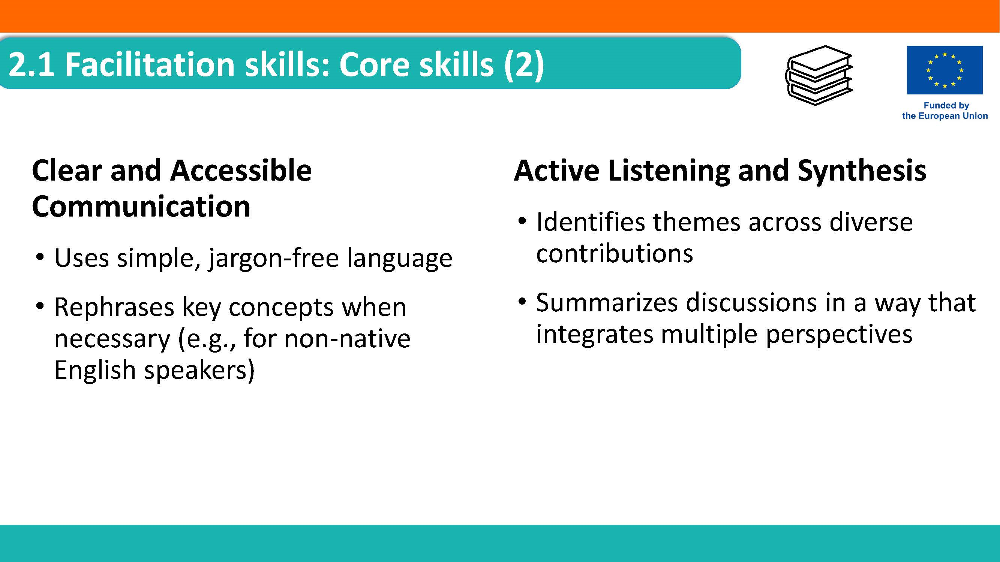 2.1 Facilitation skills: Core skills (2)
Funded by
the European Union
Clear and Accessible
Communication
• Uses simple, jargon-free language
• Rephrases key concepts when
necessary (e.g., for non-native
English speakers)
Active Listening and Synthesis
• Identifies themes across diverse
contributions
• Summarizes discussions in a way that
integrates multiple perspectives